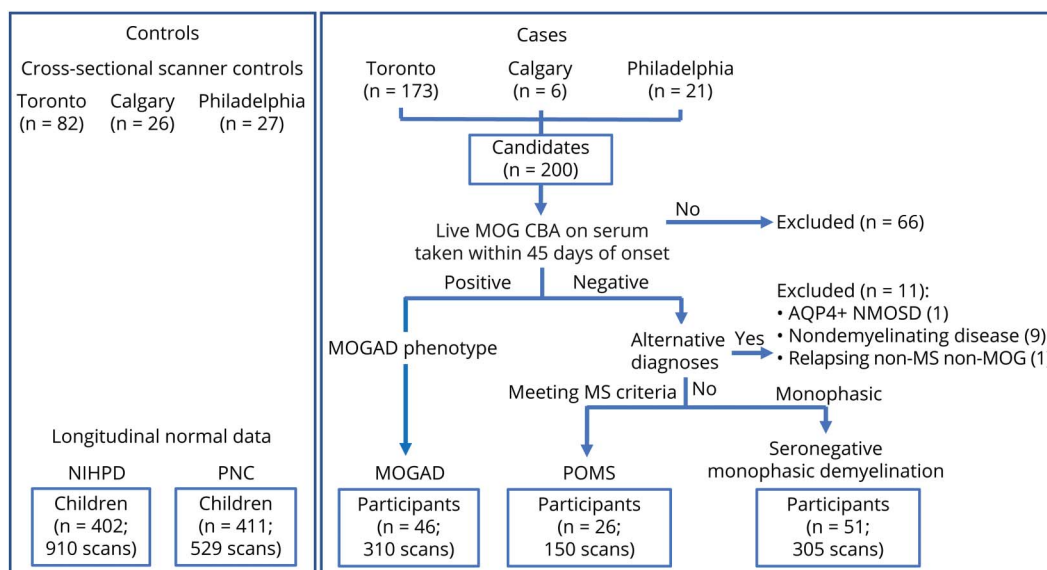 Controls
Cross-sectional scanner controls
Toronto
(n = 82)
Calgary
(n = 26)
Philadelphia
(n = 27)
Longitudinal normal data
NIHPD
Children
(n = 402;
910 scans)
PNC
Children
(n = 411;
529 scans)
Cases
Toronto
(n = 173)
Calgary
(n = 6)
Philadelphia
(n = 21)
Candidates
(n = 200)
Live MOG CBA on serum
taken within 45 days of onset
No
Excluded (n = 66)
Positive
Negative
MOGAD phenotype
Alternative
diagnoses
Yes
Excluded (n = 11):
• AQP4+ NMOSD (1)
• Nondemyelinating disease (9)
• Relapsing non-MS non-MOG (1)
Meeting MS criteria
No
Monophasic
MOGAD
Participants
(n = 46;
310 scans)
POMS
Participants
(n = 26;
150 scans)
Seronegative
monophasic demyelination
Participants
(n = 51;
305 scans)